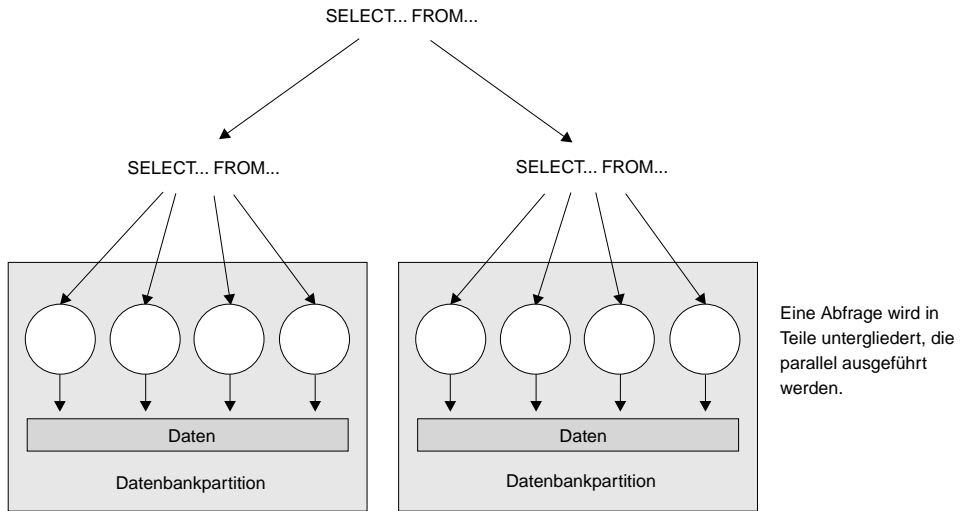 SELECT... FROM...
SELECT... FROM...
SELECT... FROM...
Eine Abfrage wird in
Teile untergliedert, die
parallel ausgeführt
werden.
Daten
Daten
Datenbankpartition
Datenbankpartition